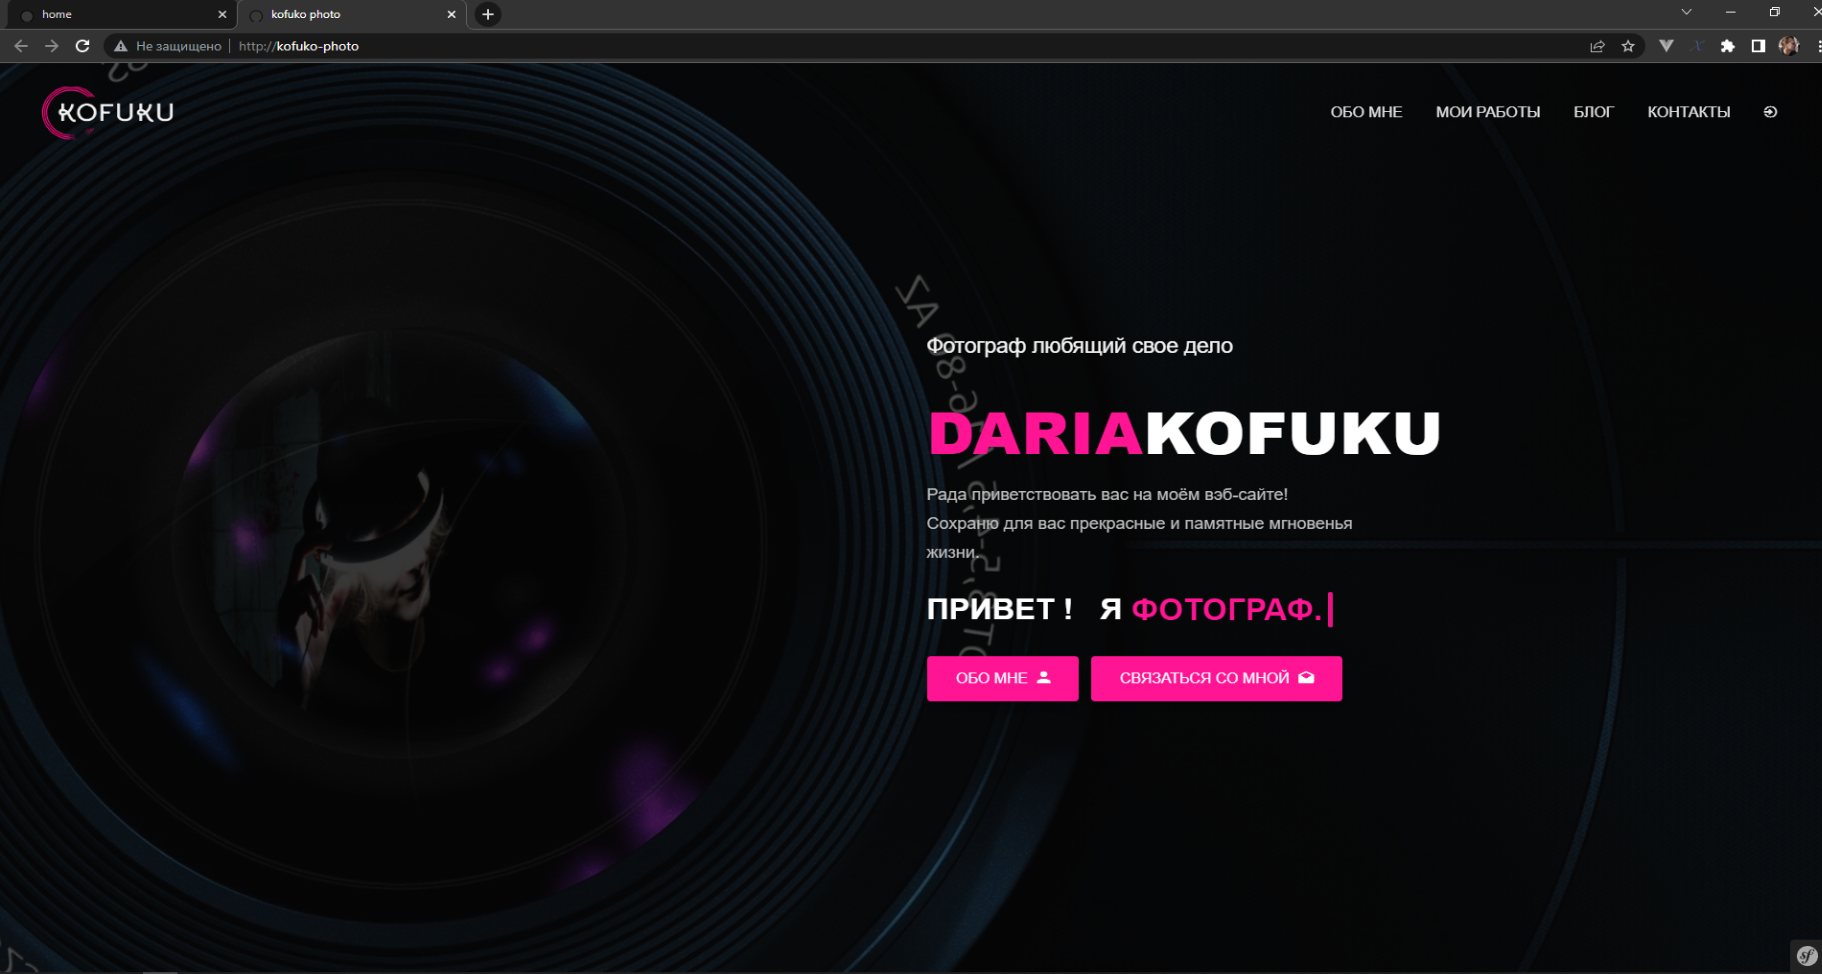 home
kofuko photo
Не защищено
http://kofuko-photo
KOFUKU
ОБО МНЕ
МОИ РАБОТЫ
БЛОГ
КОНТАКТЫ
Фотограф любящий свое дело
DARIAKOFUKU
Рада приветствовать вас на моём вэб-сайте!
Сохраню для вас прекрасные и памятные мгновенья
жизни.
ПРИВЕТ ! Я ФОТОГРАФ.
ОБО МНЕ
СВЯЗАТЬСЯ СО МНОЙ
sf